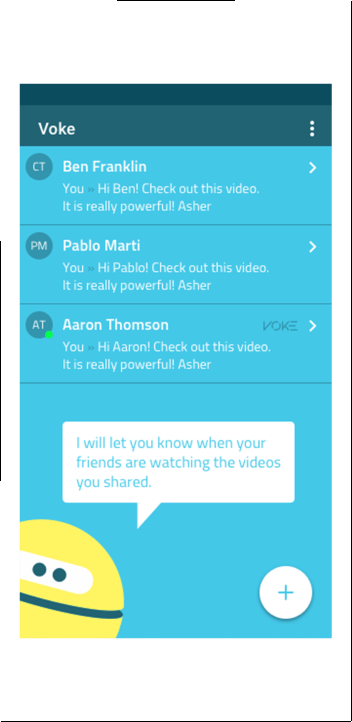 Voke
CT
Ben Franklin
You » Hi Ben! Check out this video.
It is really powerful! Asher
PM
Pablo Marti
You » Hi Pablo! Check out this video.
It is really powerful! Asher
AT
Aaron Thomson
VOKE
You » Hi Aaron! Check out this video.
It is really powerful! Asher
I will let you know when your
friends are watching the videos
you shared.